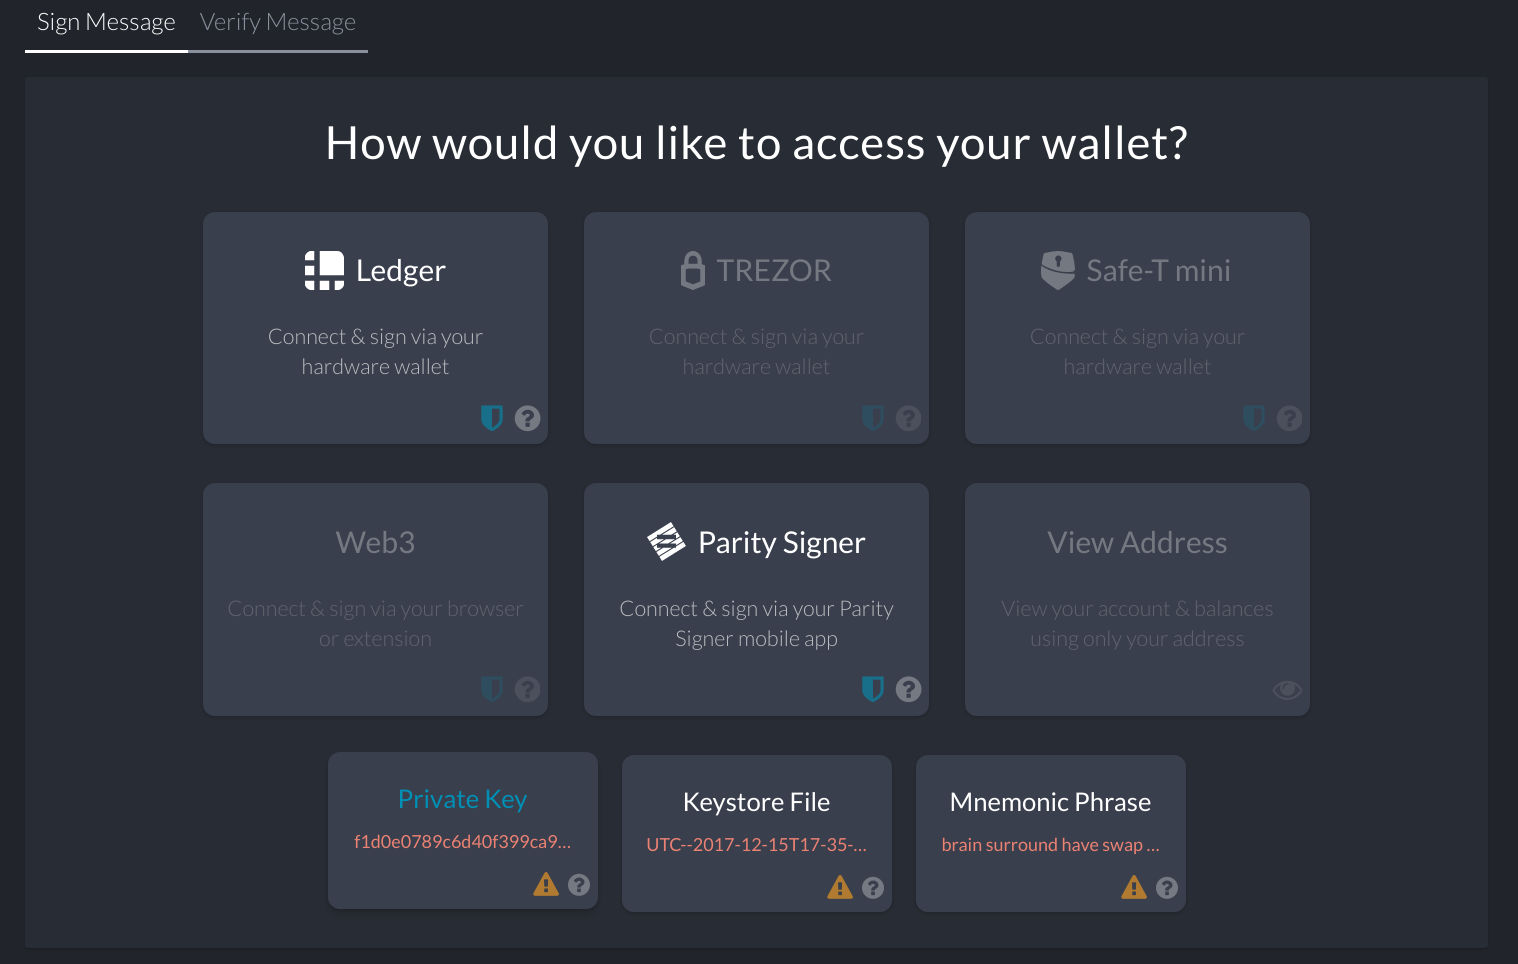 Sign Message
Verify Message
How would you like to access your wallet?
Ledger
Connect & sign via your
hardware wallet
TREZOR
Connect & sign via your
hardware wallet
Safe-T mini
Connect & sign via your
hardware wallet
Web3
Connect & sign via your browser
or extension
Parity Signer
Connect & sign via your Parity
Signer mobile app
View Address
View your account & balances
using only your address
Private Key
f1d0e0789c6d40f399ca9...
Keystore File
UTC--2017-12-15T17-35-...
Mnemonic Phrase
brain surround have swap ...